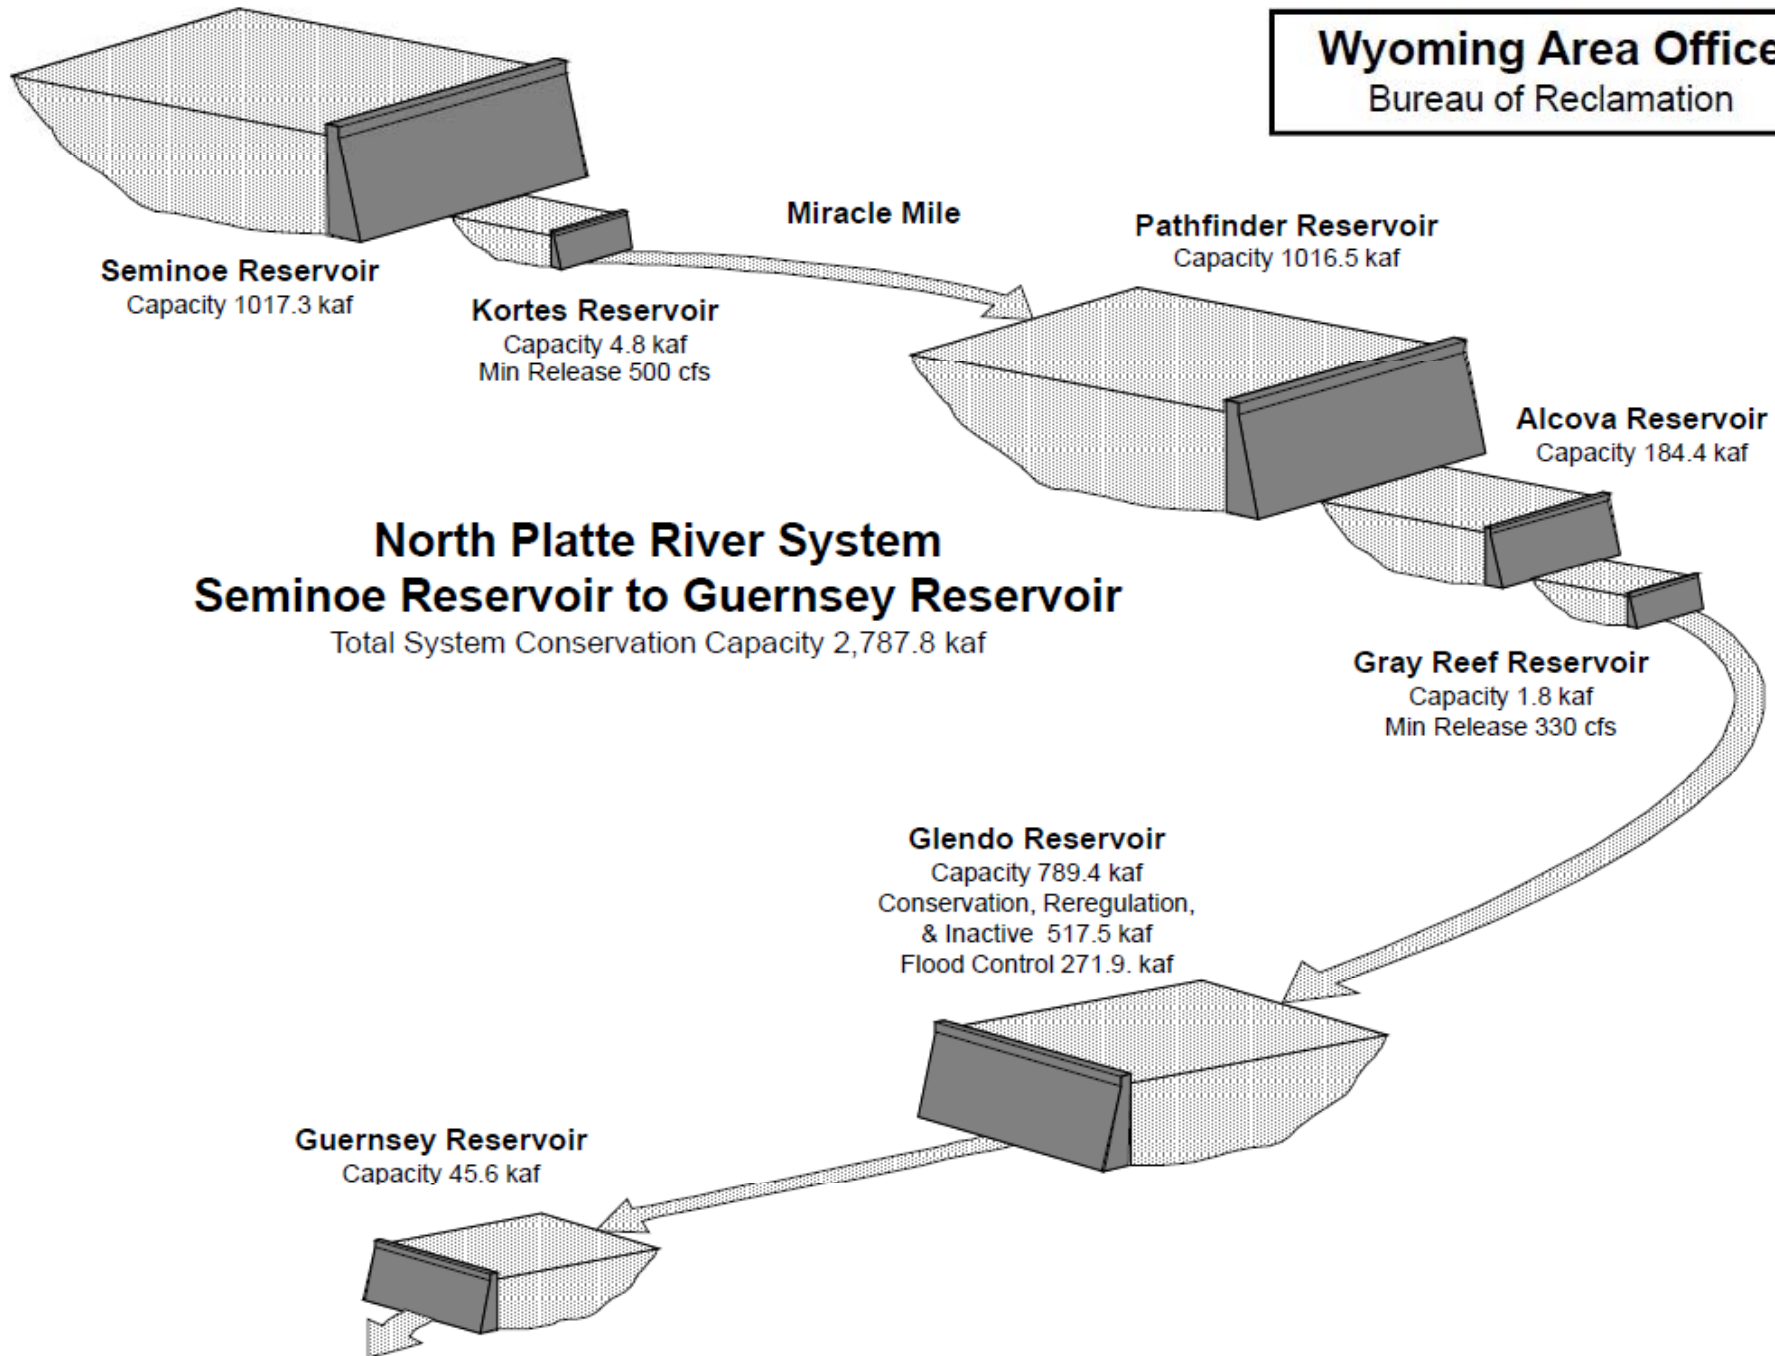 Wyoming Area Office
Bureau of Reclamation
Miracle Mile
Seminoe Reservoir
Capacity 1017.3 kaf
Kortes Reservoir
Capacity 4.8 kaf
Min Release 500 cfs
Pathfinder Reservoir
Capacity 1016.5 kaf
Alcova Reservoir
Capacity 184.4 kaf
North Platte River System
Seminoe Reservoir to Guernsey Reservoir
Total System Conservation Capacity 2,787.8 kaf
Gray Reef Reservoir
Capacity 1.8 kaf
Min Release 330 cfs
Glendo Reservoir
Capacity 789.4 kaf
Conservation, Reregulation,
& Inactive 517.5 kaf
Flood Control 271.9. kaf
Guernsey Reservoir
Capacity 45.6 kaf